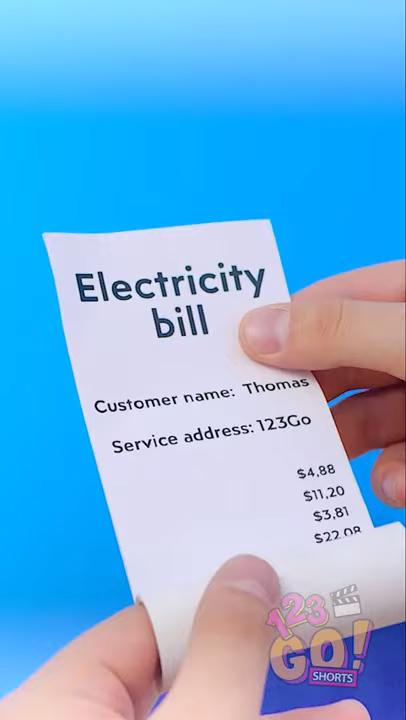 Electricity
bill
Customer name: Thomas
Service address: 123Go
$4,88
$11,20
$3,81
$22,08
123
GO!
SHORTS